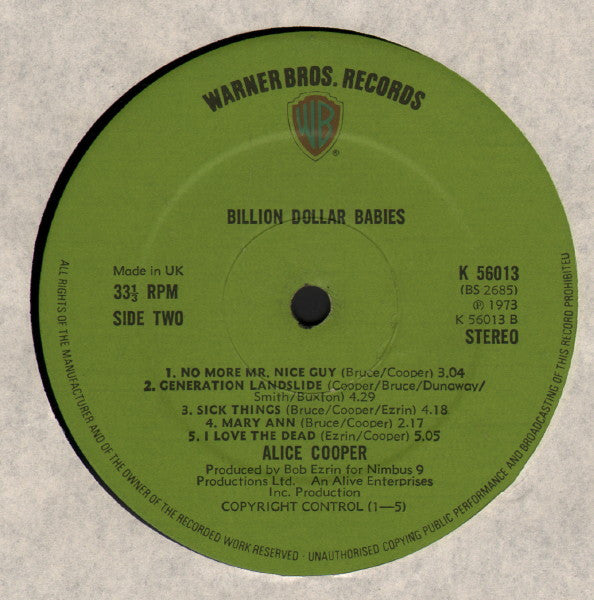 WARNER BROS. RECORDS
WB
®
BILLION DOLLAR BABIES
Made in UK
33⅓ RPM
SIDE TWO
K 56013
(BS 2685)
℗ 1973
K 56013 B
STEREO
1. NO MORE MR. NICE GUY (Bruce/Cooper) 3.04
2. GENERATION LANDSLIDE (Cooper/Bruce/Dunaway/
Smith/Buxton) 4.29
3. SICK THINGS (Bruce/Cooper/Ezrin) 4.18
4. MARY ANN (Bruce/Cooper) 2.17
5. I LOVE THE DEAD (Ezrin/Cooper) 5.05
ALICE COOPER
Produced by Bob Ezrin for Nimbus 9
Productions Ltd. An Alive Enterprises
Inc. Production
COPYRIGHT CONTROL (1—5)
ALL RIGHTS OF THE MANUFACTURER AND OF THE OWNER OF THE RECORDED WORK RESERVED · UNAUTHORISED COPYING PUBLIC PERFORMANCE AND BROADCASTING OF THIS RECORD PROHIBITED